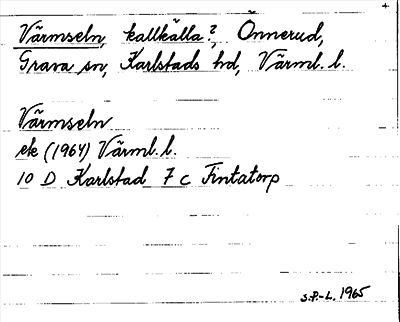 +
Värmseln, kallkälla?, Önnerud,
Grava sn, Karlstads hd, Värml. l.
Värmseln
ek (1964) Värml. l.
10 D Karlstad 7 c Fintatorp
S.P.-L. 1965